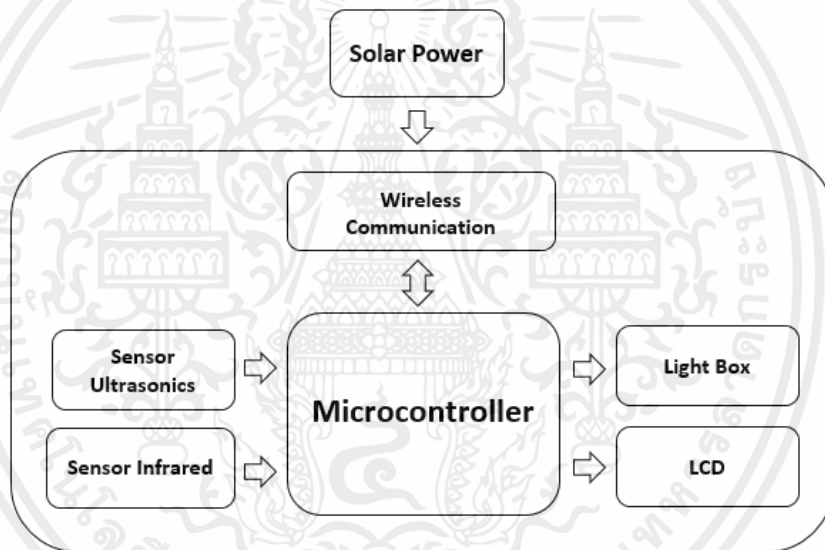 Solar Power
Wireless
Communication
Sensor
Ultrasonics
Microcontroller
Light Box
Sensor Infrared
LCD